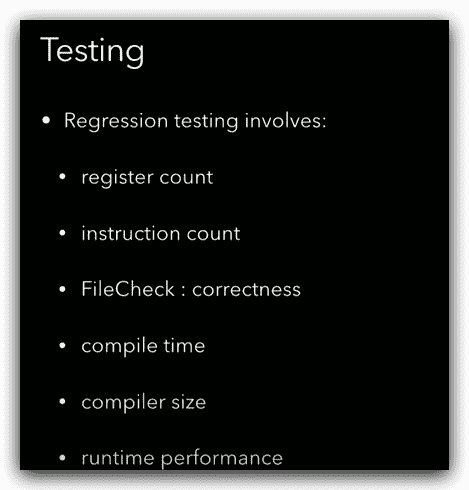 Testing
• Regression testing involves:
• register count
• instruction count
• FileCheck : correctness
• compile time
• compiler size
• runtime performance